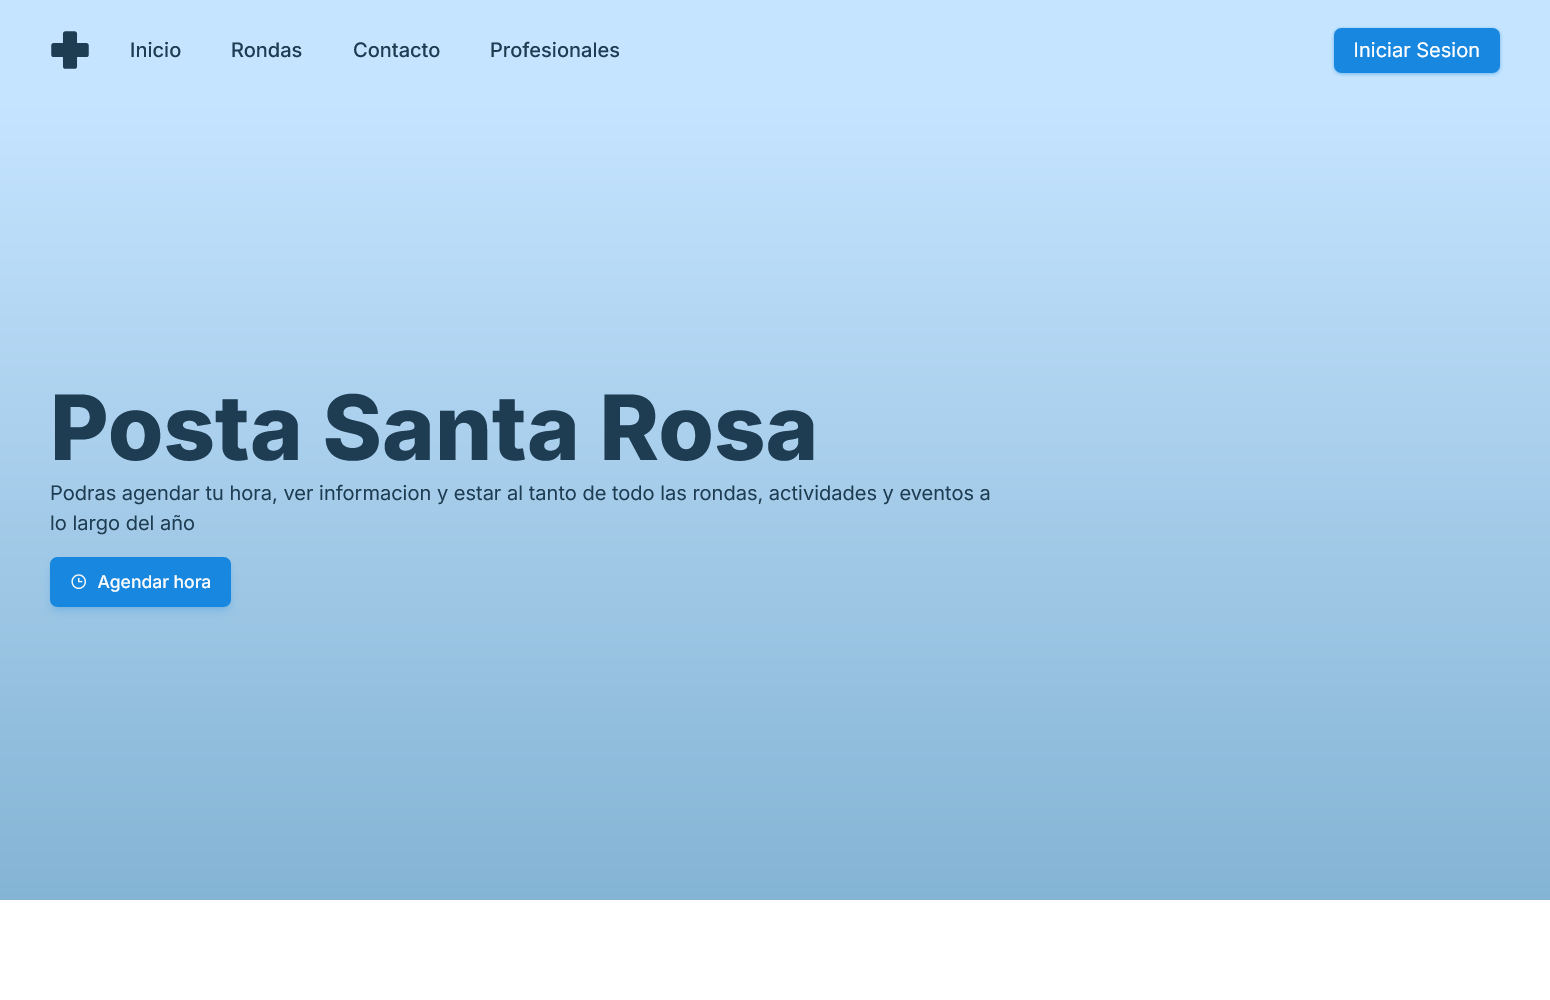 Inicio Rondas Contacto Profesionales Iniciar Sesion
Posta Santa Rosa
Podras agendar tu hora, ver informacion y estar al tanto de todo las rondas, actividades y eventos a
lo largo del año
Agendar hora